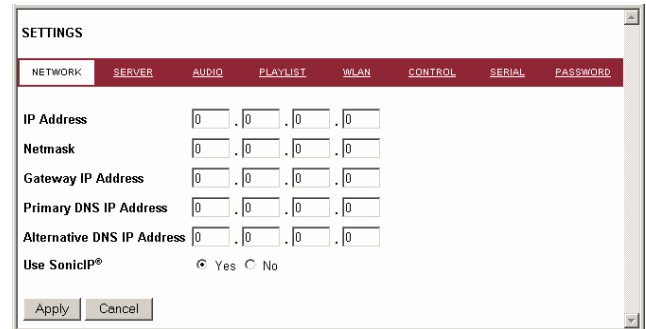 SETTINGS
NETWORK SERVER AUDIO PLAYLIST WLAN CONTROL SERIAL PASSWORD
IP Address 0 . 0 . 0 . 0
Netmask 0 . 0 . 0 . 0
Gateway IP Address 0 . 0 . 0 . 0
Primary DNS IP Address 0 . 0 . 0 . 0
Alternative DNS IP Address 0 . 0 . 0 . 0
Use SonicIP® Yes No
Apply Cancel